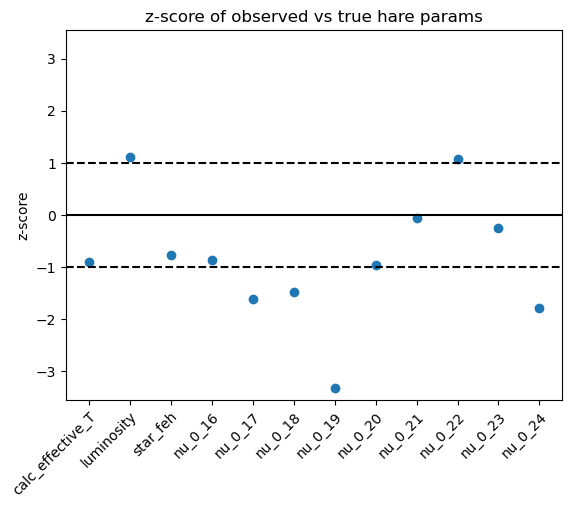 z-score of observed vs true hare params
z-score
3
2
1
0
−1
−2
−3
calc_effective_T
luminosity
star_feh
nu_0_16
nu_0_17
nu_0_18
nu_0_19
nu_0_20
nu_0_21
nu_0_22
nu_0_23
nu_0_24